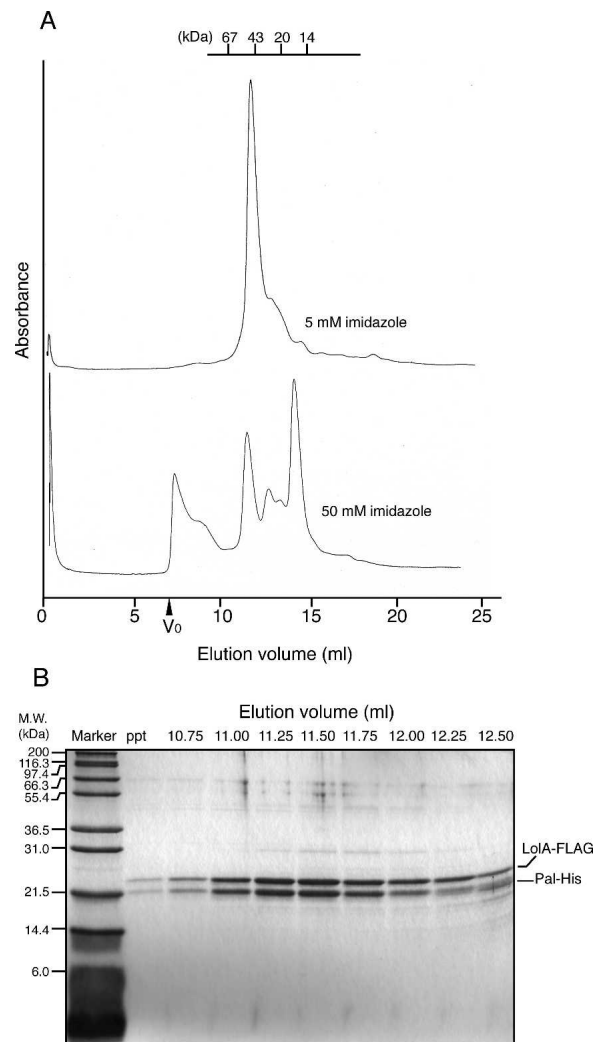 A
(kDa) 67 43 20 14
Absorbance
5 mM imidazole
50 mM imidazole
0 5 10 15 20 25
V0
Elution volume (ml)
B
Elution volume (ml)
M.W.
(kDa)
Marker ppt 10.75 11.00 11.25 11.50 11.75 12.00 12.25 12.50
200
116.3
97.4
66.3
55.4
36.5
31.0
LolA-FLAG
Pal-His
21.5
14.4
6.0